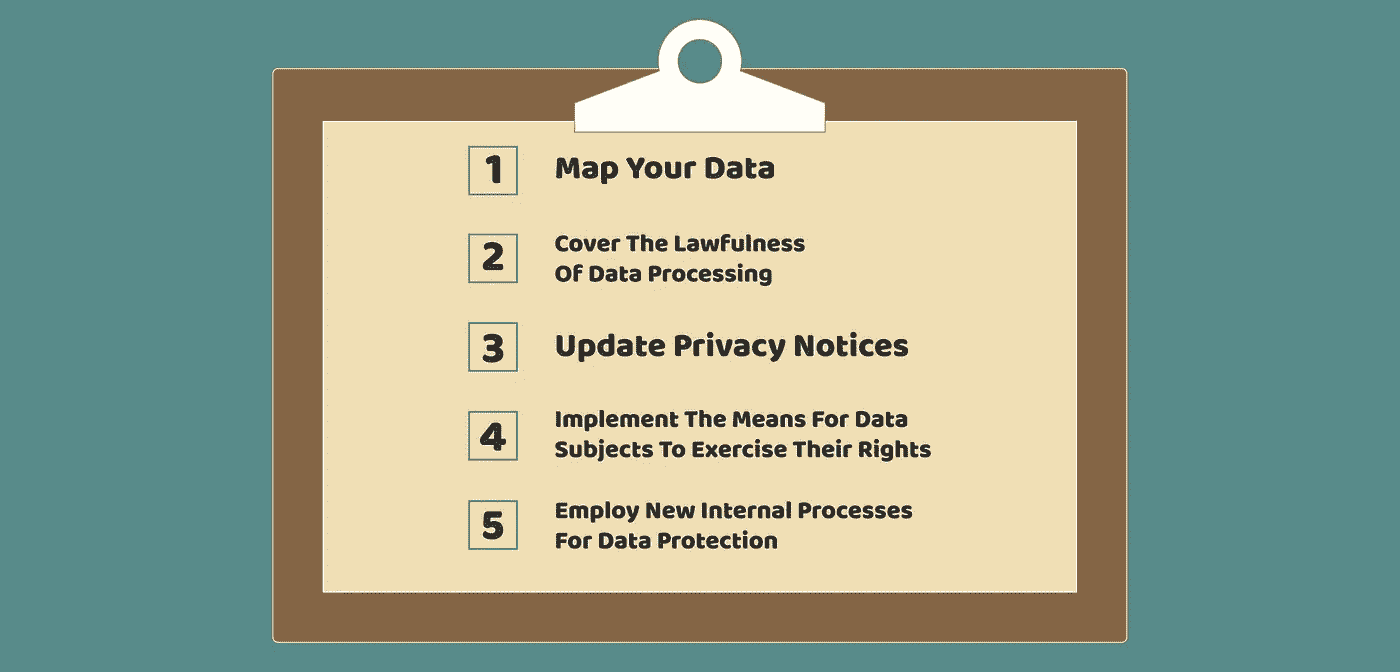 1 Map Your Data
2 Cover The Lawfulness
Of Data Processing
3 Update Privacy Notices
4 Implement The Means For Data
Subjects To Exercise Their Rights
5 Employ New Internal Processes
For Data Protection